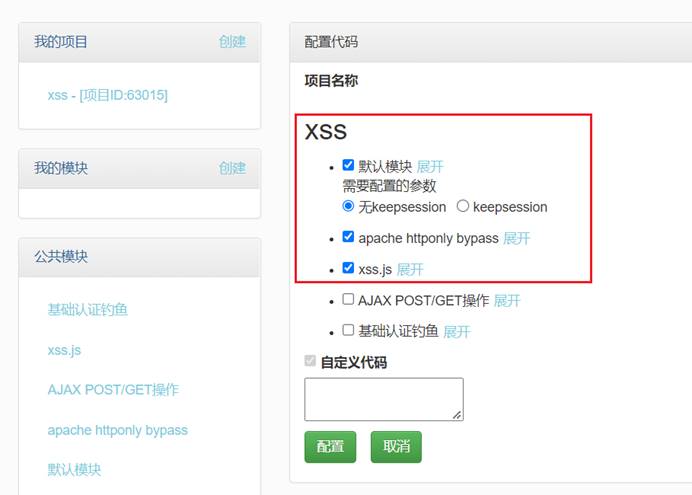 我的项目 创建
xss - [项目ID:63015]
我的模块 创建
公共模块
基础认证钓鱼
xss.js
AJAX POST/GET操作
apache httponly bypass
默认模块
配置代码
项目名称
XSS
默认模块 展开
需要配置的参数
无keepsession keepsession
apache httponly bypass 展开
xss.js 展开
AJAX POST/GET操作 展开
基础认证钓鱼 展开
自定义代码
配置 取消